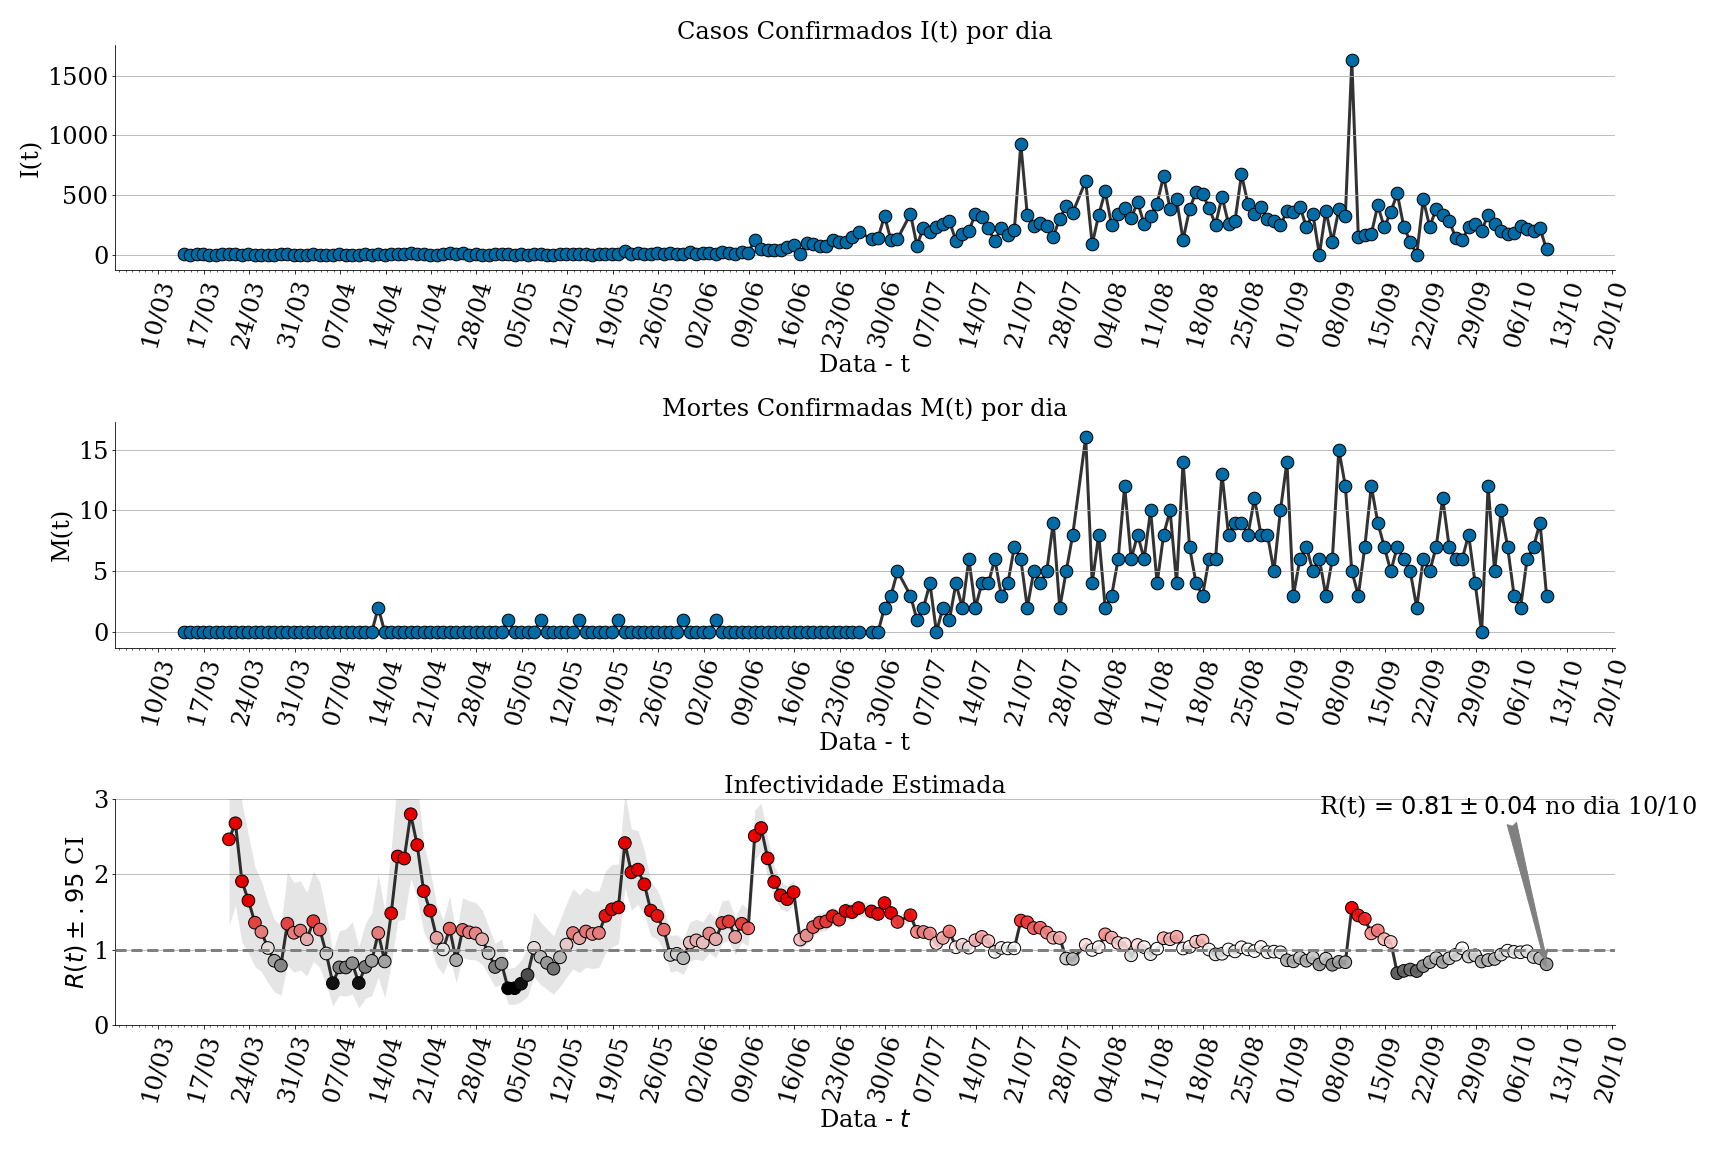 Casos Confirmados I(t) por dia
I(t)
1500
1000
500
0
10/03 17/03 24/03 31/03 07/04 14/04 21/04 28/04 05/05 12/05 19/05 26/05 02/06 09/06 16/06 23/06 30/06 07/07 14/07 21/07 28/07 04/08 11/08 18/08 25/08 01/09 08/09 15/09 22/09 29/09 06/10 13/10 20/10
Data - t
Mortes Confirmadas M(t) por dia
M(t)
15
10
5
0
10/03 17/03 24/03 31/03 07/04 14/04 21/04 28/04 05/05 12/05 19/05 26/05 02/06 09/06 16/06 23/06 30/06 07/07 14/07 21/07 28/07 04/08 11/08 18/08 25/08 01/09 08/09 15/09 22/09 29/09 06/10 13/10 20/10
Data - t
Infectividade Estimada
R(t) = 0.81 ± 0.04 no dia 10/10
R(t) ± .95 CI
3
2
1
0
10/03 17/03 24/03 31/03 07/04 14/04 21/04 28/04 05/05 12/05 19/05 26/05 02/06 09/06 16/06 23/06 30/06 07/07 14/07 21/07 28/07 04/08 11/08 18/08 25/08 01/09 08/09 15/09 22/09 29/09 06/10 13/10 20/10
Data - t